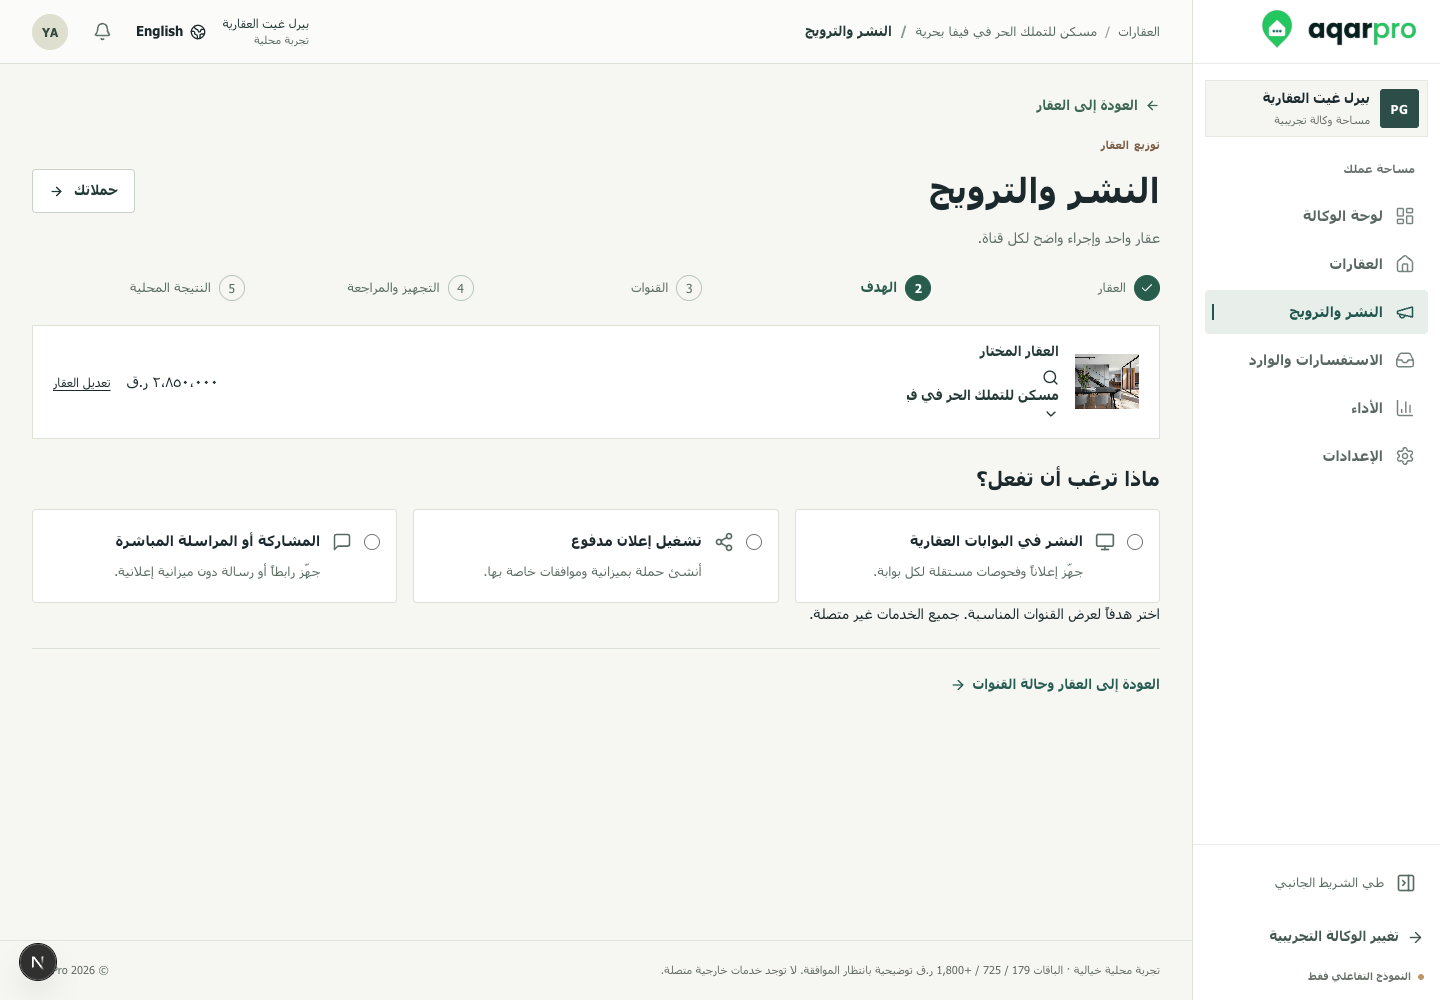 aqarpro
PG
بيرل غيت العقارية
مساحة وكالة تجريبية
مساحة عملك
لوحة الوكالة
العقارات
النشر والترويج
الاستفسارات والوارد
الأداء
الإعدادات
طي الشريط الجانبي
تغيير الوكالة التجريبية
النموذج التفاعلي فقط
العقارات / مسكن للتملك الحر في فيفا بحرية / النشر والترويج
بيرل غيت العقارية
تجربة محلية
English
YA
العودة إلى العقار
توزيع العقار
النشر والترويج
حملاتك
عقار واحد وإجراء واضح لكل قناة.
العقار
2 الهدف
3 القنوات
4 التجهيز والمراجعة
5 النتيجة المحلية
العقار المختار
مسكن للتملك الحر في في
٢،٨٥٠،٠٠٠ ر.ق
تعديل العقار
ماذا ترغب أن تفعل؟
النشر في البوابات العقارية
جهّز إعلاناً وفحوصات مستقلة لكل بوابة.
تشغيل إعلان مدفوع
أنشئ حملة بميزانية وموافقات خاصة بها.
المشاركة أو المراسلة المباشرة
جهّز رابطاً أو رسالة دون ميزانية إعلانية.
اختر هدفاً لعرض القنوات المناسبة. جميع الخدمات غير متصلة.
العودة إلى العقار وحالة القنوات
تجربة محلية خيالية · الباقات 179 / 725 / +1,800 ر.ق توضيحية بانتظار الموافقة. لا توجد خدمات خارجية متصلة.
© 2026
N